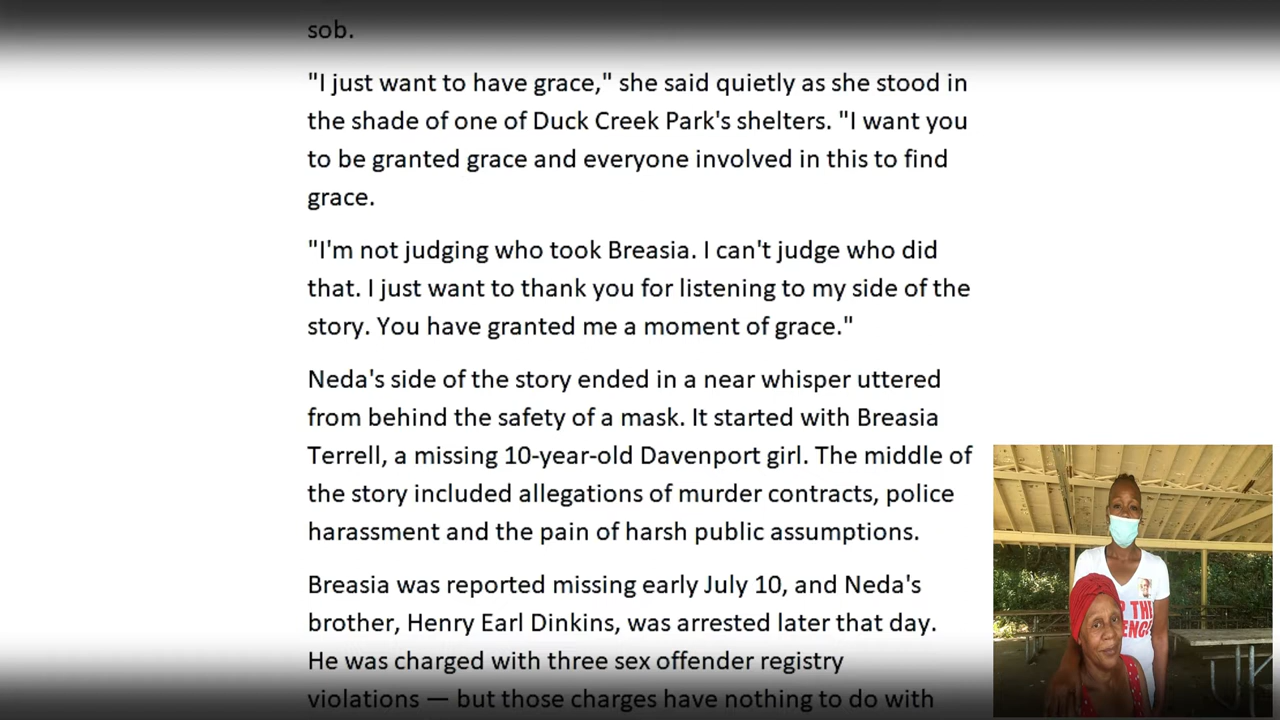 sob.
"I just want to have grace," she said quietly as she stood in
the shade of one of Duck Creek Park's shelters. "I want you
to be granted grace and everyone involved in this to find
grace.
"I'm not judging who took Breasia. I can't judge who did
that. I just want to thank you for listening to my side of the
story. You have granted me a moment of grace."
Neda's side of the story ended in a near whisper uttered
from behind the safety of a mask. It started with Breasia
Terrell, a missing 10-year-old Davenport girl. The middle of
the story included allegations of murder contracts, police
harassment and the pain of harsh public assumptions.
Breasia was reported missing early July 10, and Neda's
brother, Henry Earl Dinkins, was arrested later that day.
He was charged with three sex offender registry
violations — but those charges have nothing to do with
THE